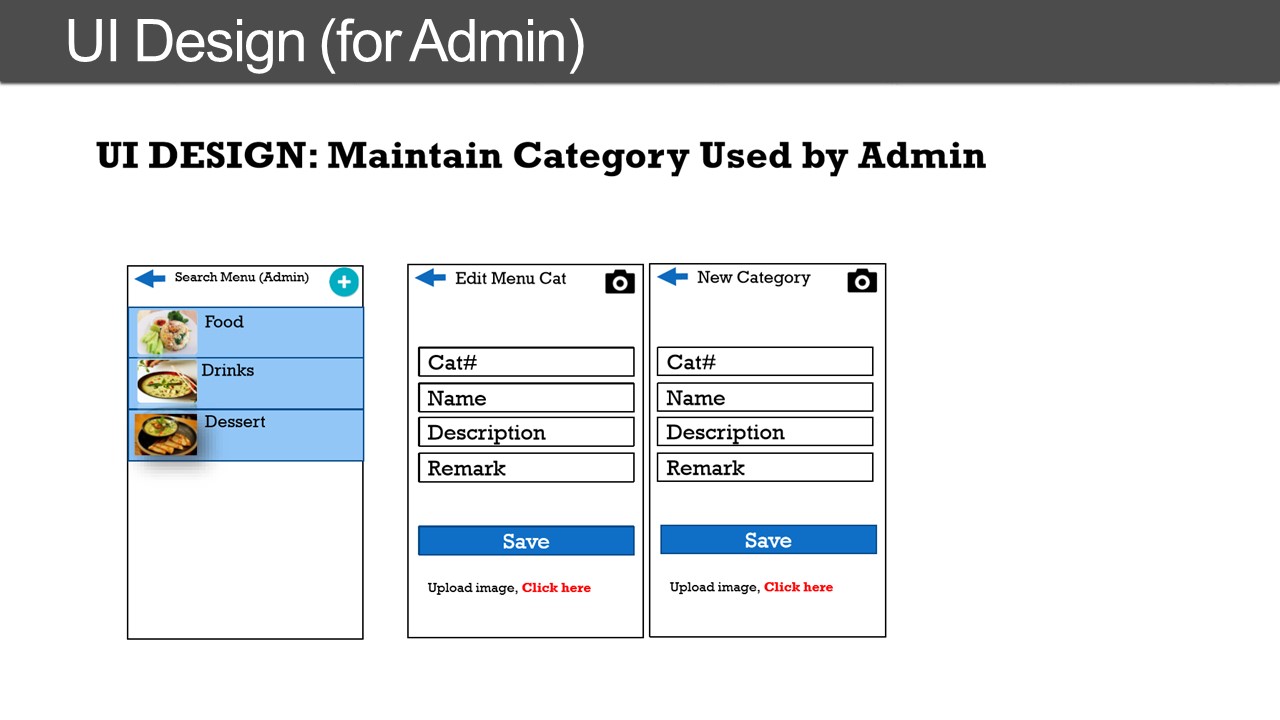 UI Design (for Admin)
UI DESIGN: Maintain Category Used by Admin
Search Menu (Admin)
Food
Drinks
Dessert
Edit Menu Cat
Cat#
Name
Description
Remark
Save
Upload image, Click here
New Category
Cat#
Name
Description
Remark
Save
Upload image, Click here